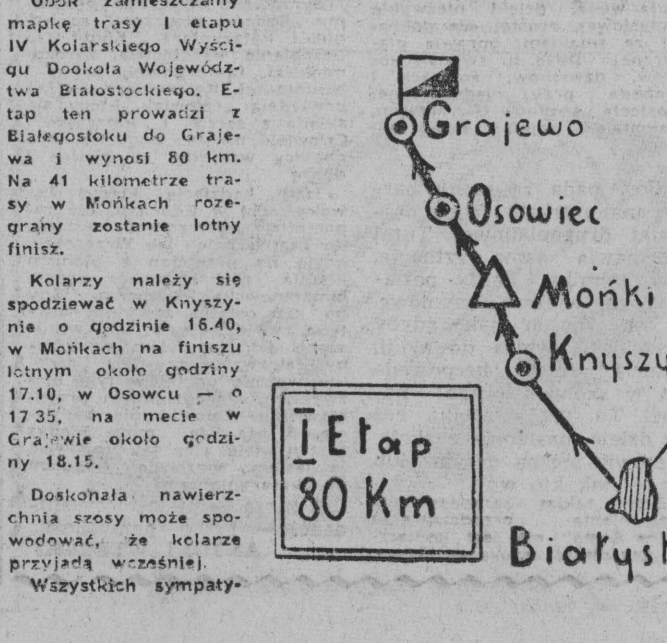 Obok zamieszczamy
mapkę trasy I etapu
IV Kolarskiego Wyści-
gu Dookoła Wojewódz-
twa Białostockiego. E-
tap ten prowadzi z
Białegostoku do Graje-
wa i wynosi 80 km.
Na 41 kilometrze tra-
sy w Mońkach roze-
grany zostanie lotny
finisz.
Kolarzy należy się
spodziewać w Knyszy-
nie o godzinie 16.40,
w Mońkach na finiszu
lotnym około godziny
17.10, w Osowcu — o
17 35, na mecie w
Grajewie około godzi-
ny 18.15.
Doskonała nawierz-
chnia szosy może spo-
wodować, że kolarze
przyjadą wcześniej.
Wszystkich sympaty-
Grajewo
Osowiec
Mońki
Knyszy
Białyst
I Etap
80 Km